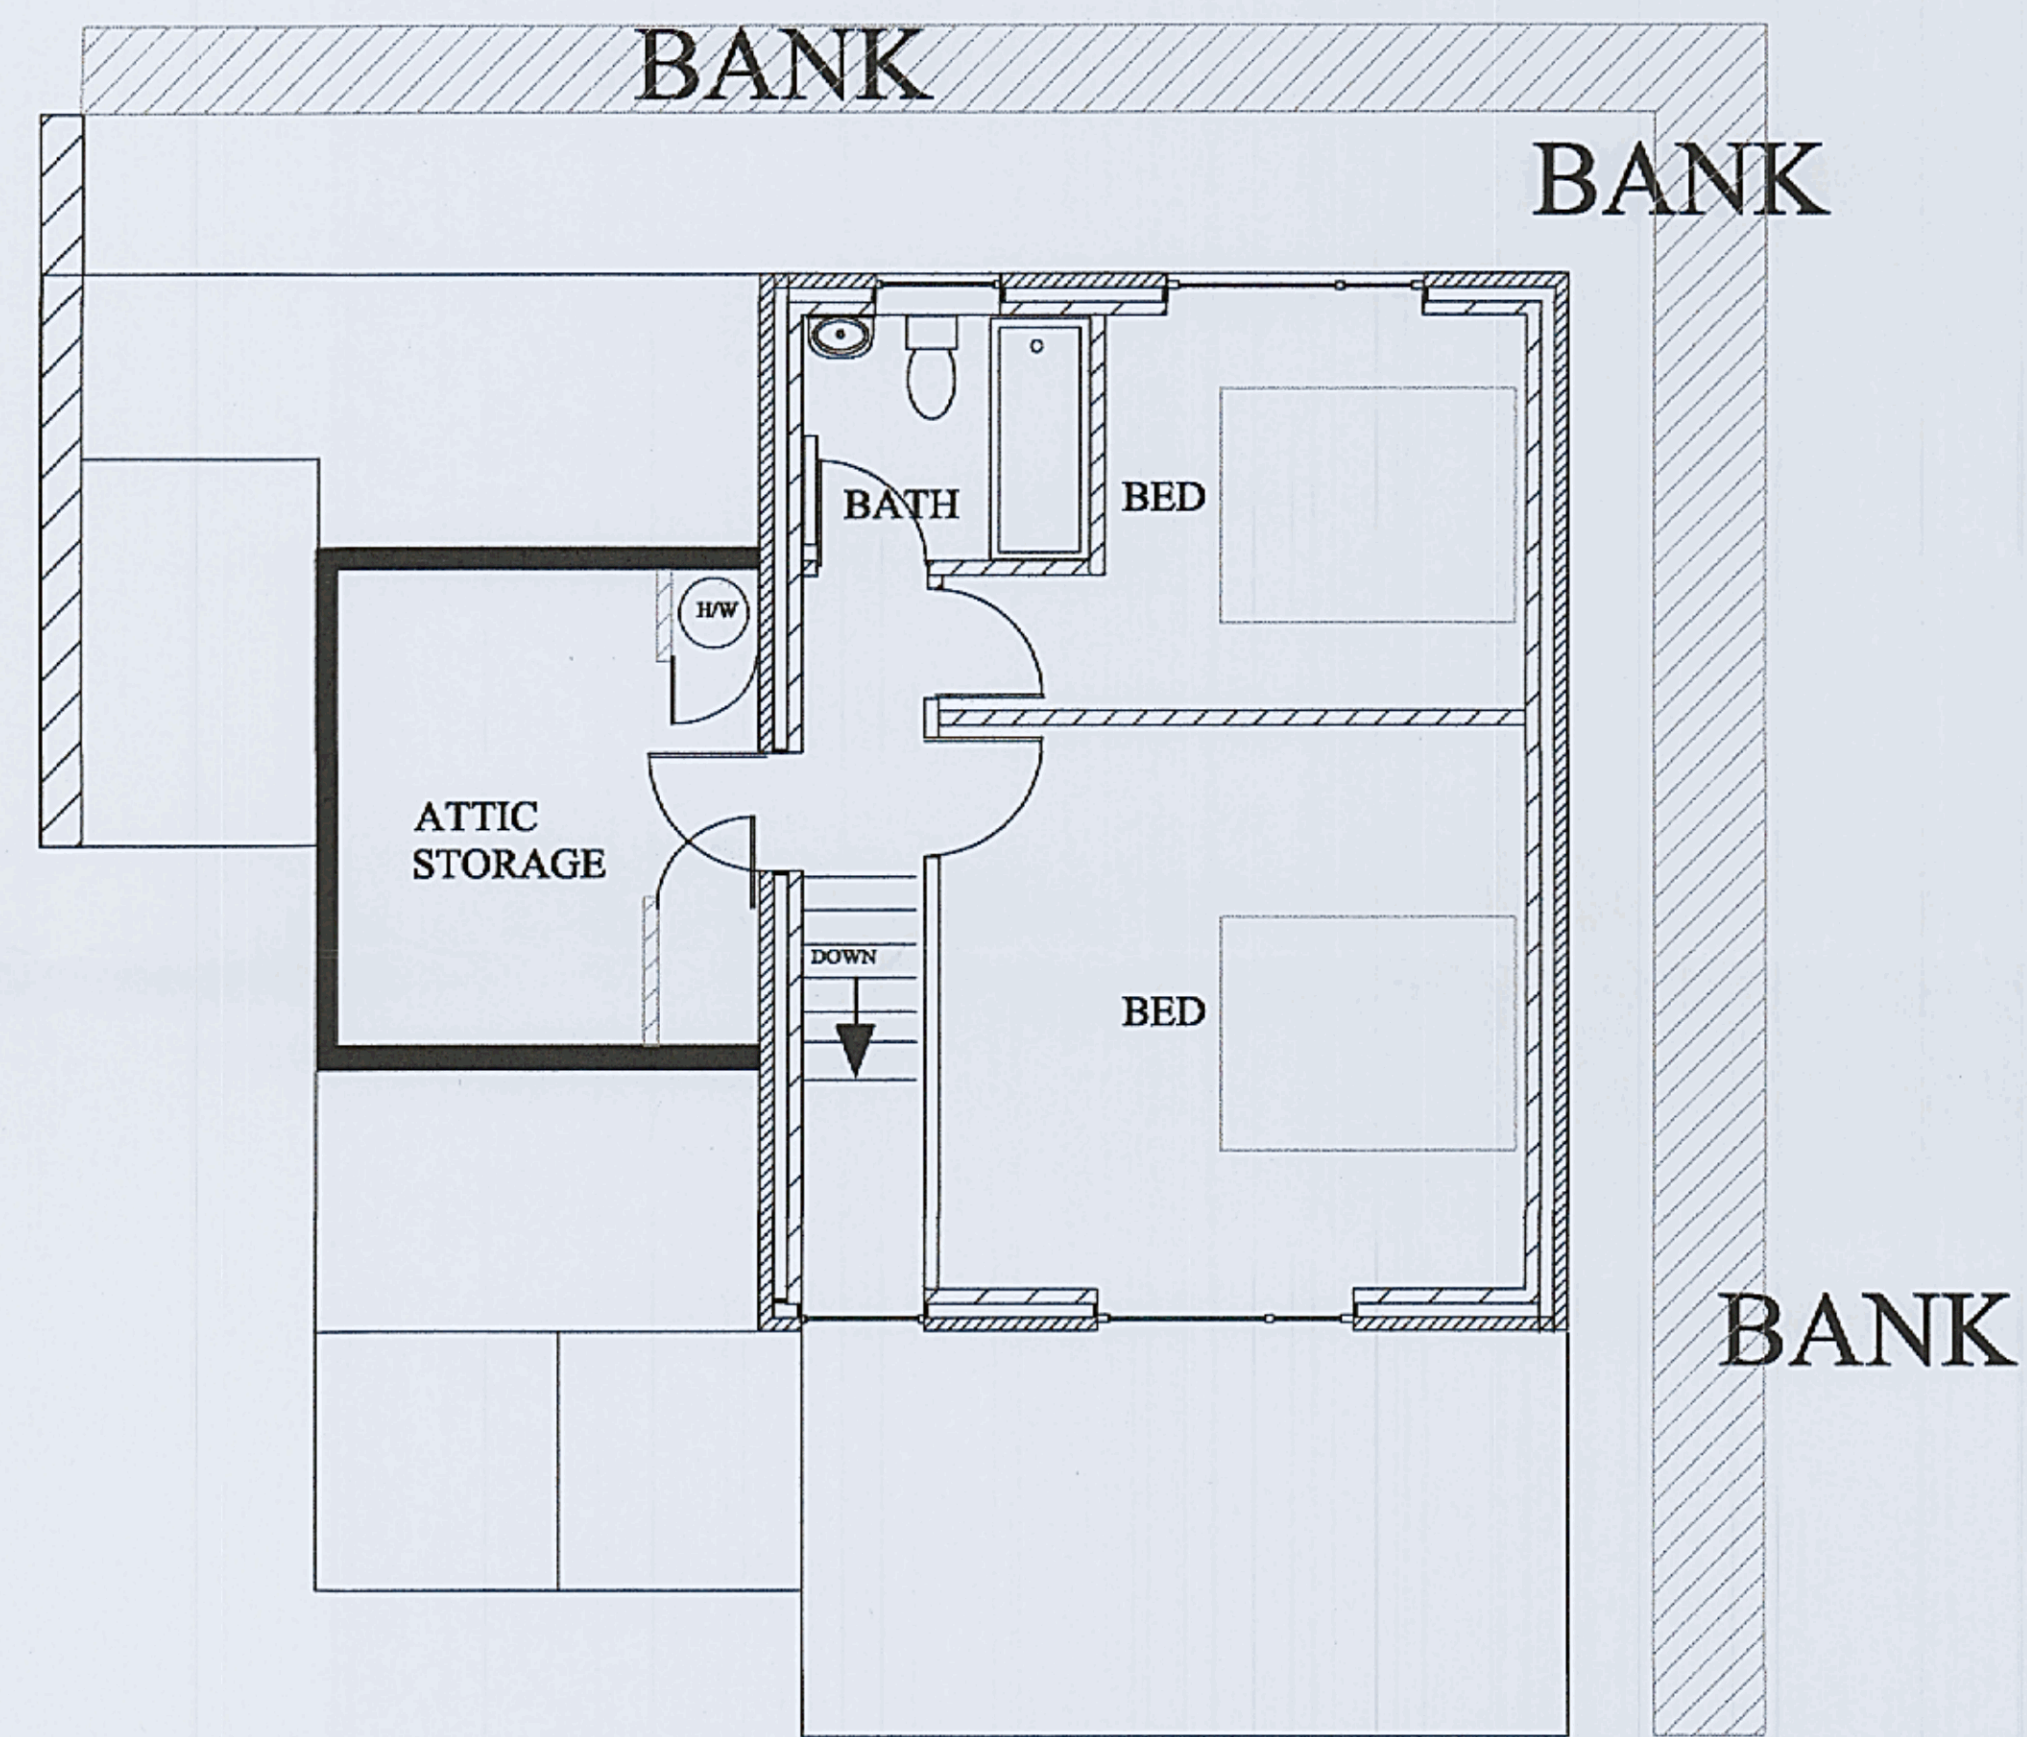 BANK
BANK
BATH
BED
H/W
ATTIC
STORAGE
DOWN
BED
BANK